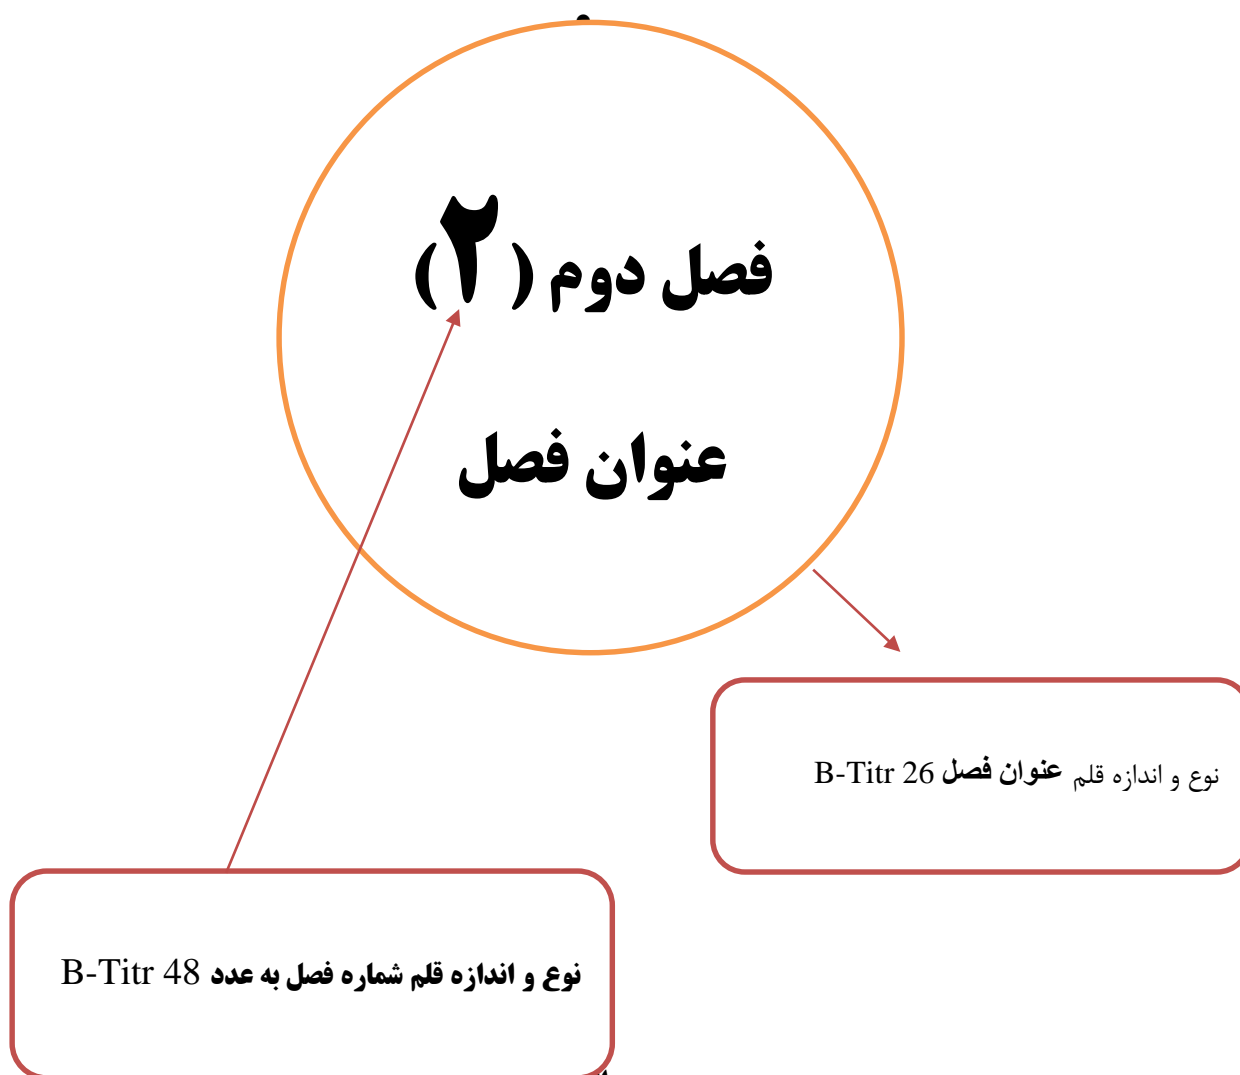 فصل دوم (۲)
عنوان فصل
نوع و اندازه قلم عنوان فصل B-Titr 26
نوع و اندازه قلم شماره فصل به عدد B-Titr 48